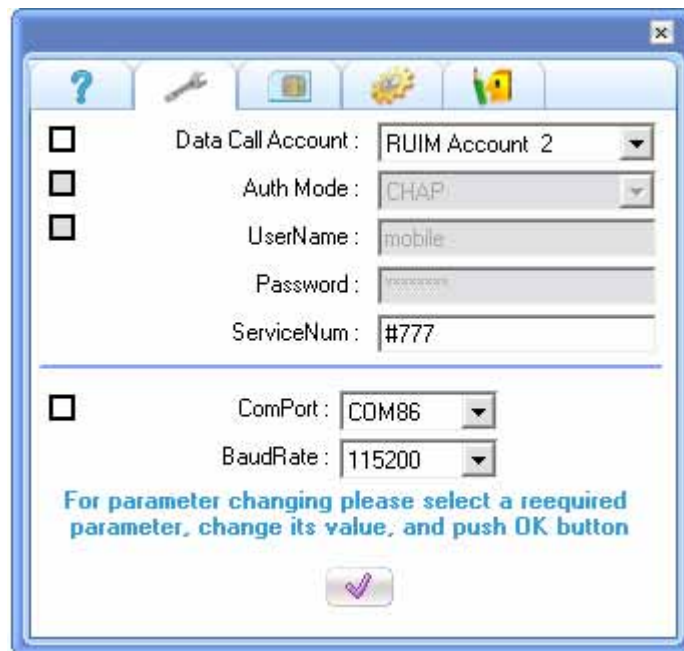 ?
Data Call Account : RUIM Account 2
Auth Mode : CHAP
UserName : mobile
Password : ********
ServiceNum : #777
ComPort : COM86
BaudRate : 115200
For parameter changing please select a reequired
parameter, change its value, and push OK button